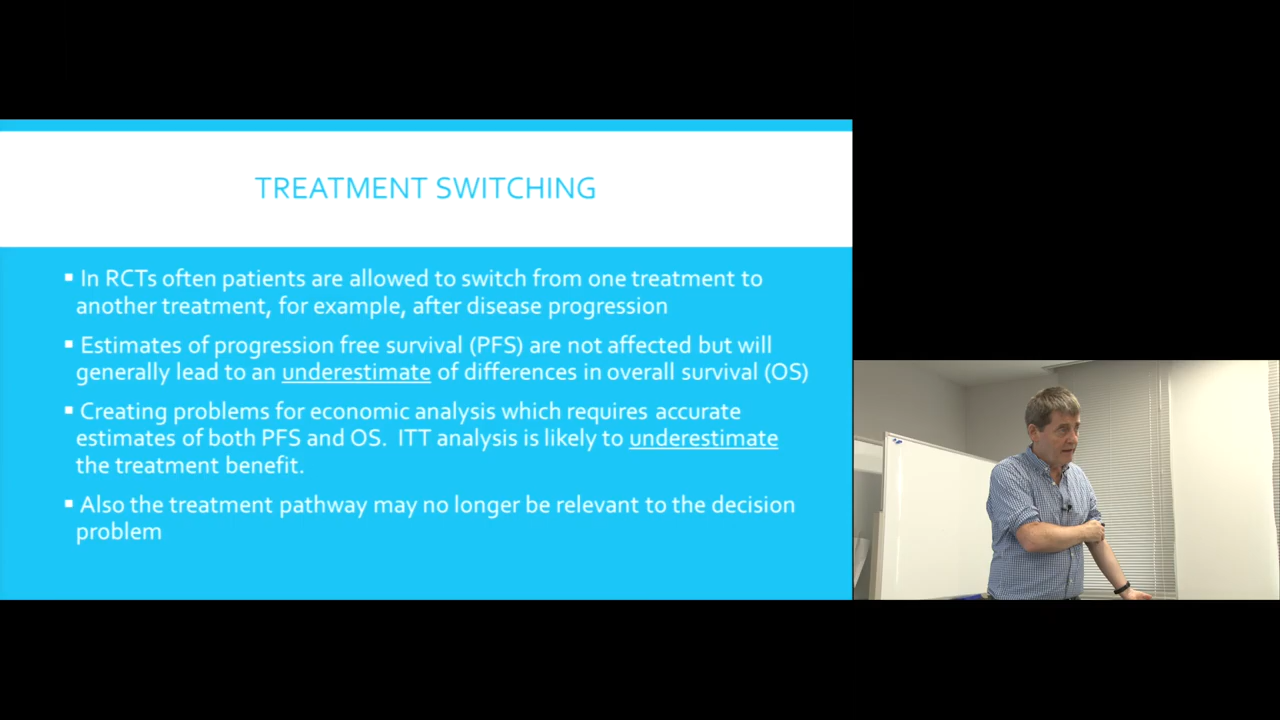 TREATMENT SWITCHING
▪ In RCTs often patients are allowed to switch from one treatment to
another treatment, for example, after disease progression
▪ Estimates of progression free survival (PFS) are not affected but will
generally lead to an underestimate of differences in overall survival (OS)
▪ Creating problems for economic analysis which requires accurate
estimates of both PFS and OS. ITT analysis is likely to underestimate
the treatment benefit.
▪ Also the treatment pathway may no longer be relevant to the decision
problem